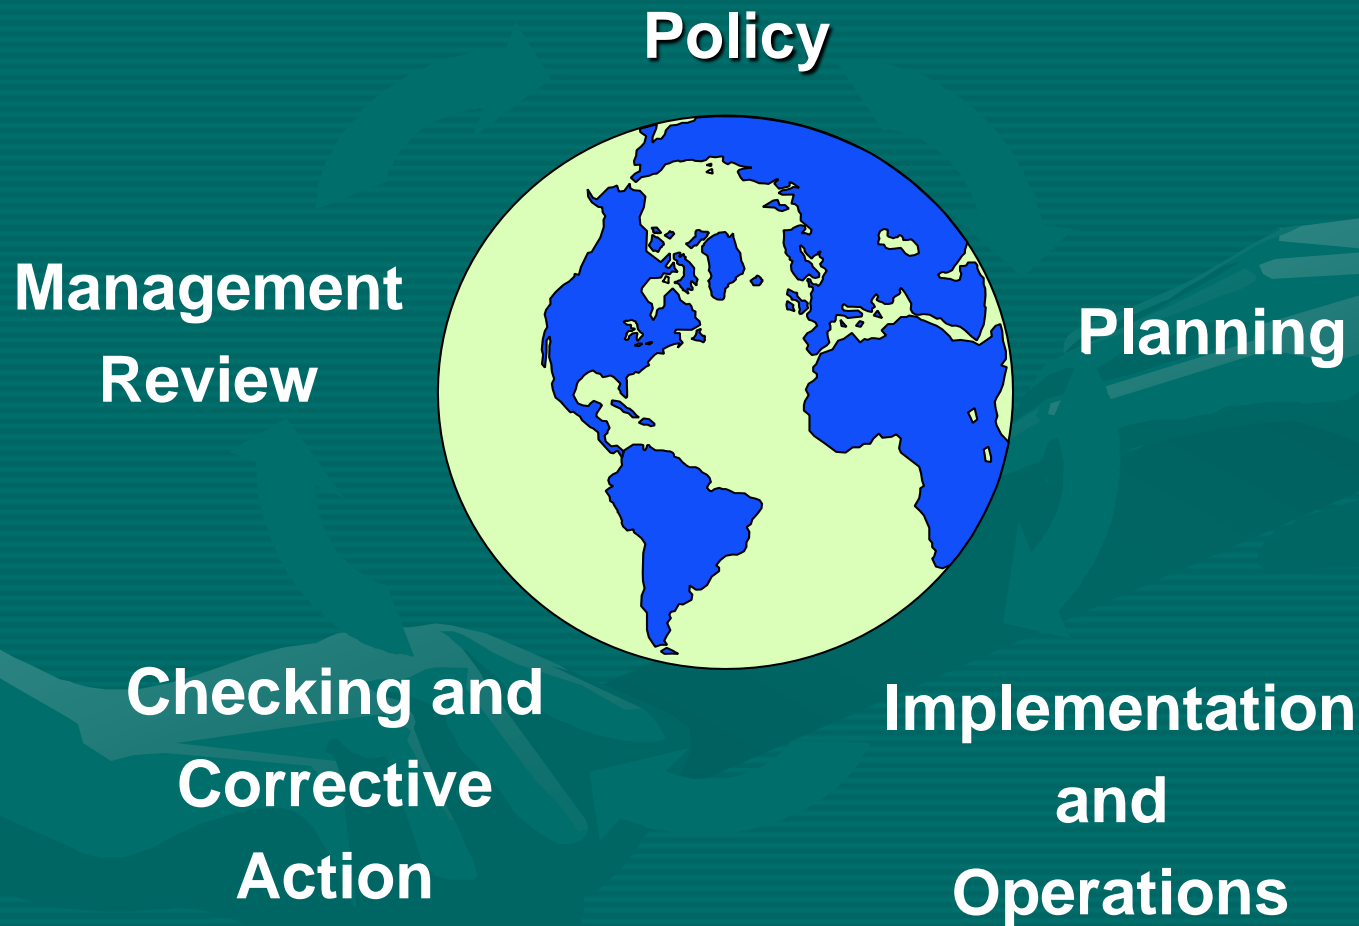 Policy
Planning
Implementation
and
Operations
Checking and
Corrective
Action
Management
Review